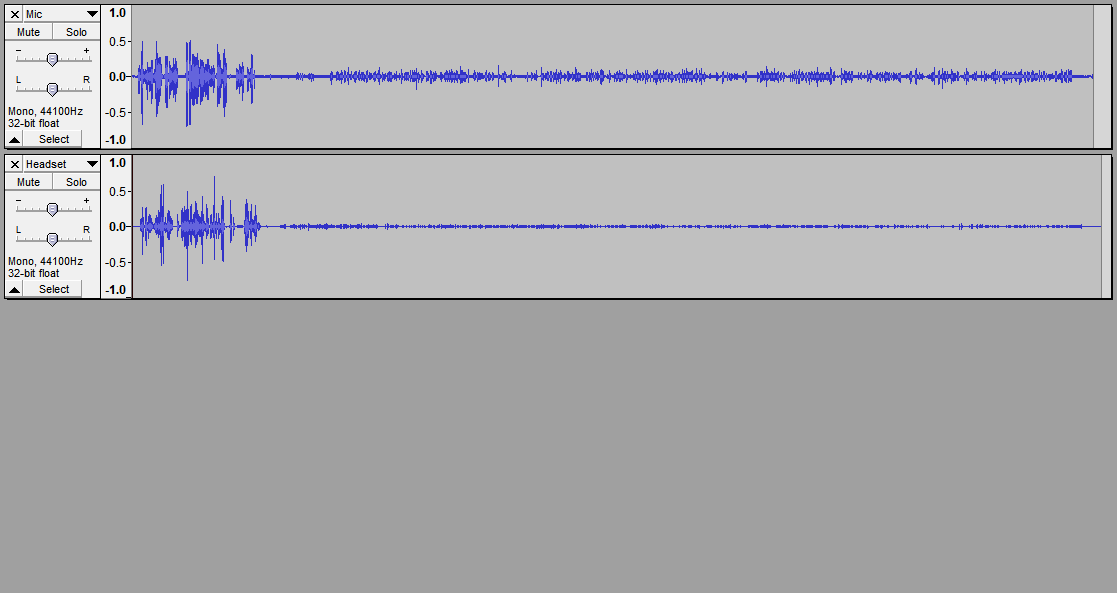 Mic
Mute Solo
- +
L R
Mono, 44100Hz
32-bit float
Select
1.0
0.5
0.0
-0.5
-1.0
Headset
Mute Solo
- +
L R
Mono, 44100Hz
32-bit float
Select
1.0
0.5
0.0
-0.5
-1.0